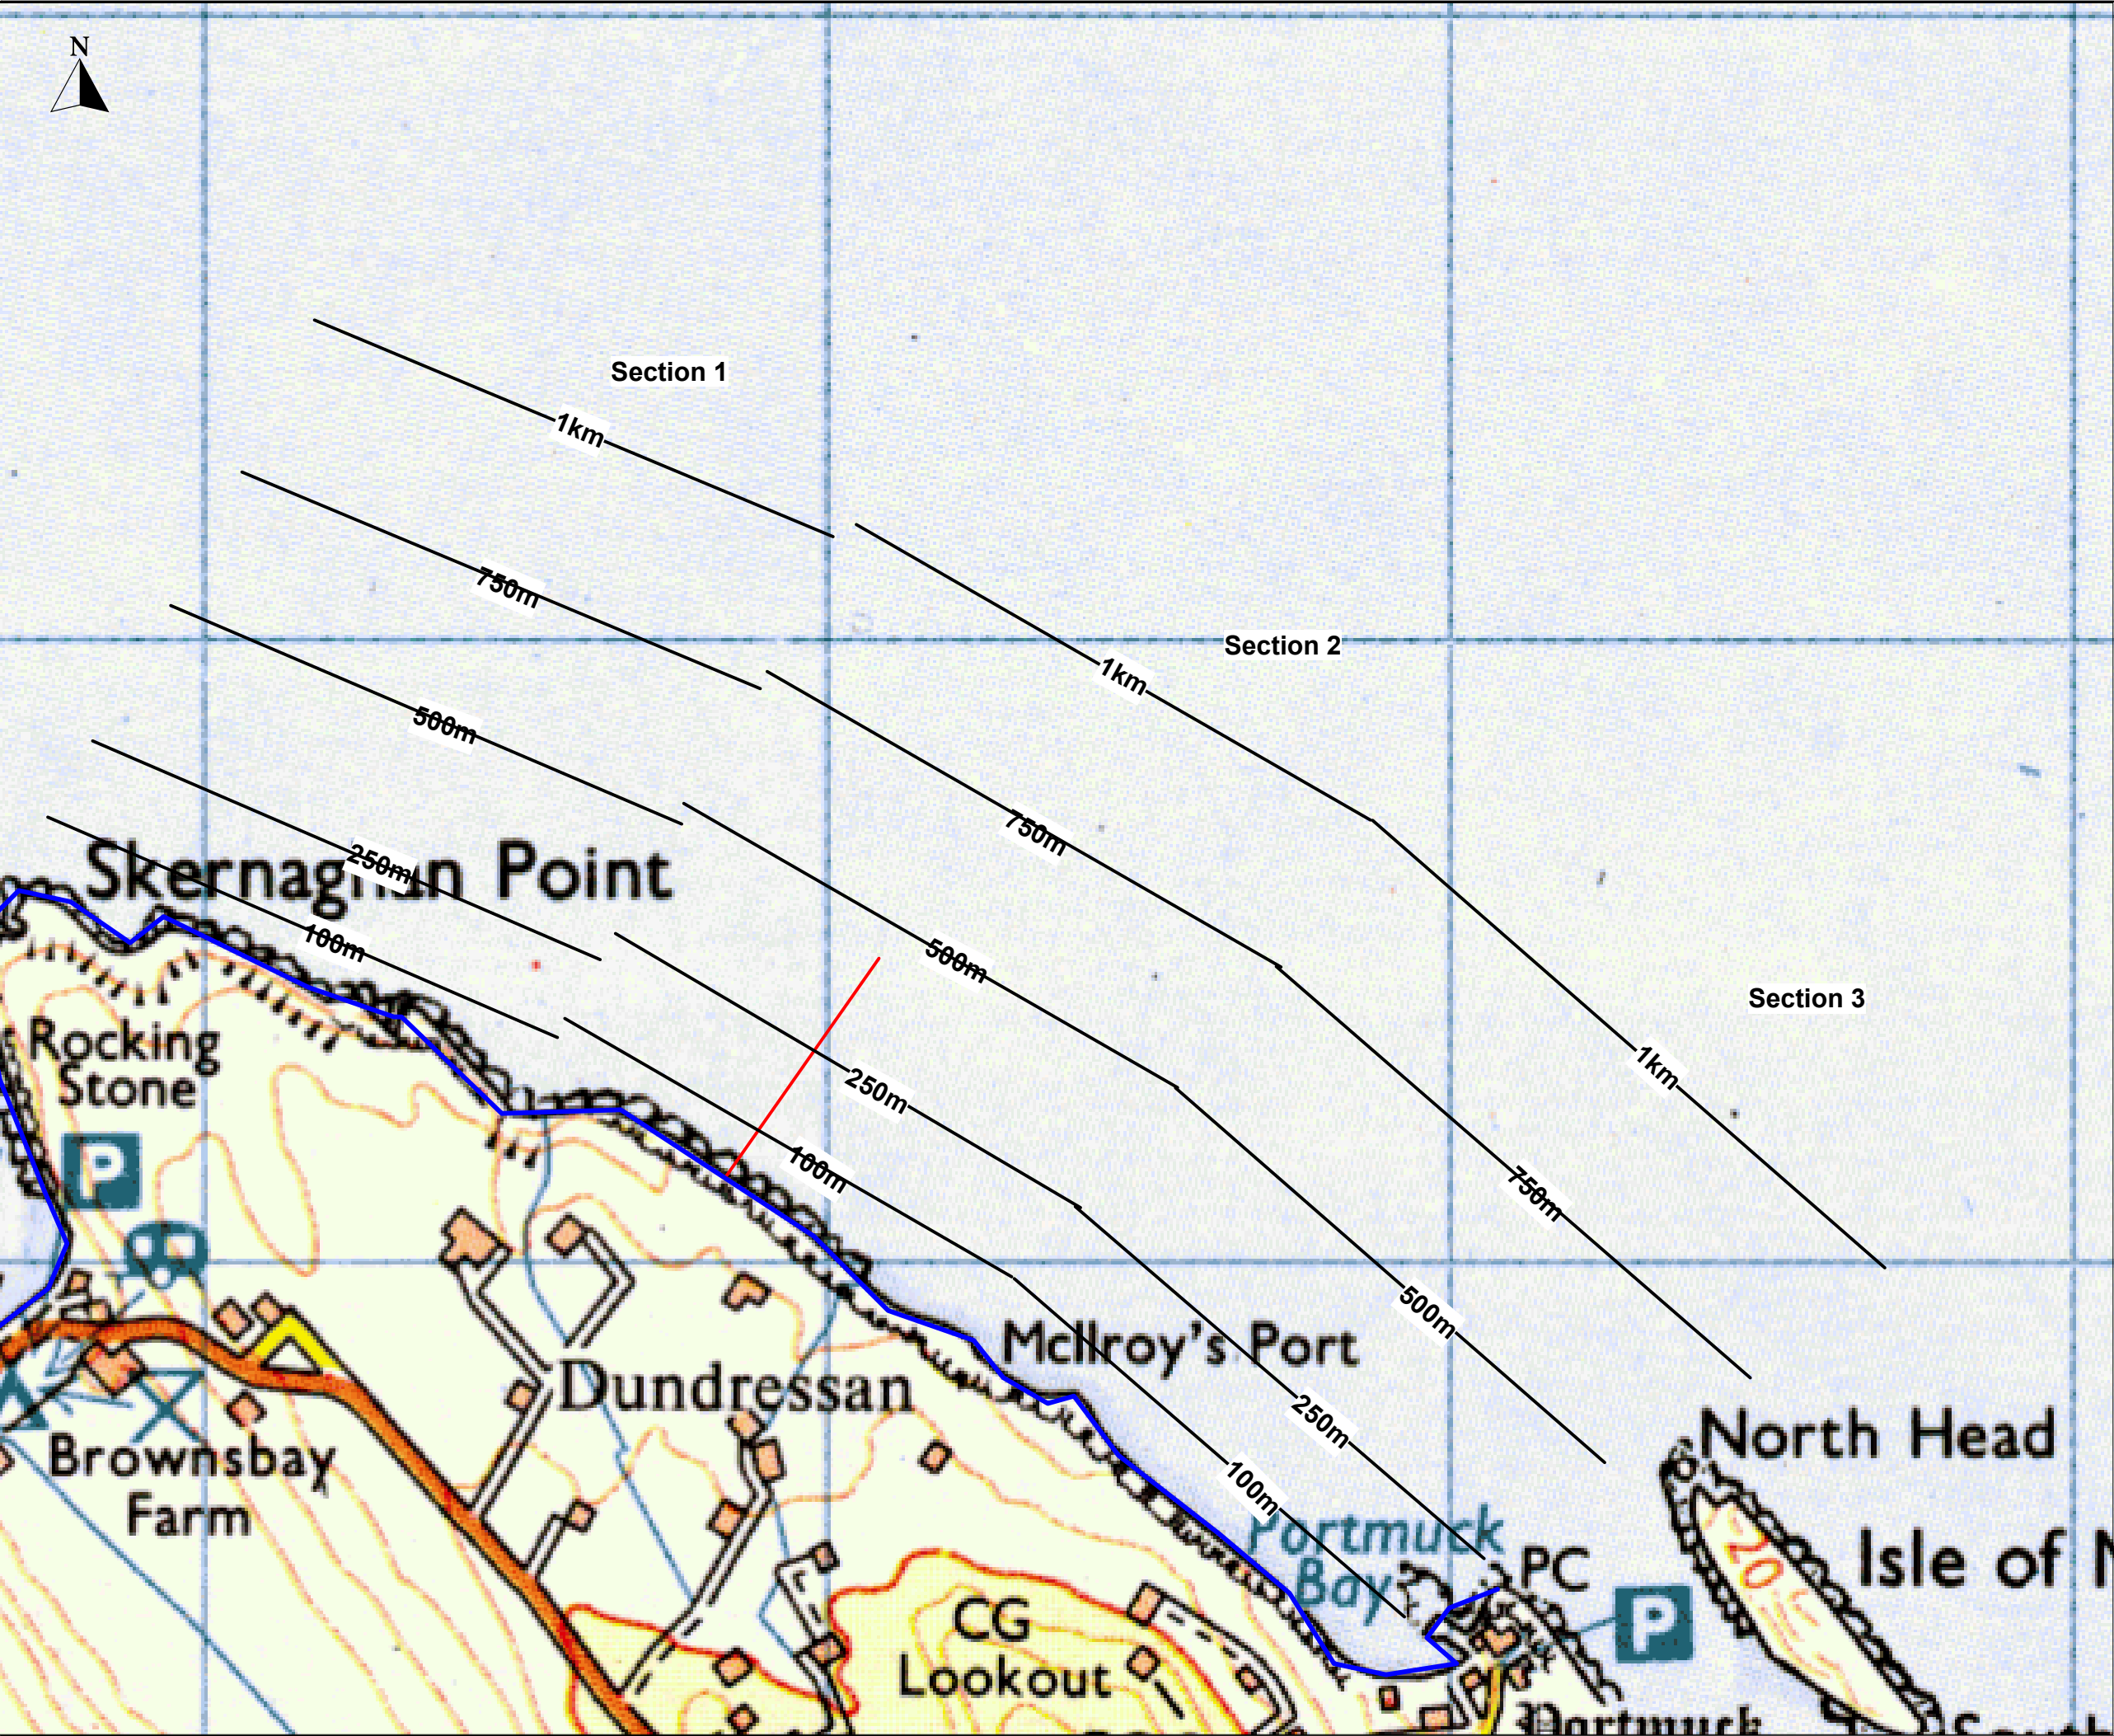 N
Section 1
1km
750m
Section 2
1km
500m
750m
Skernaghan Point
250m
100m
500m
Section 3
Rocking
Stone
1km
250m
P
100m
750m
500m
McIlroy's Port
Dundressan
250m
North Head
Brownsbay
Farm
100m
Portmuck
Bay
PC
Isle of
20
P
CG
Lookout
Portmuck